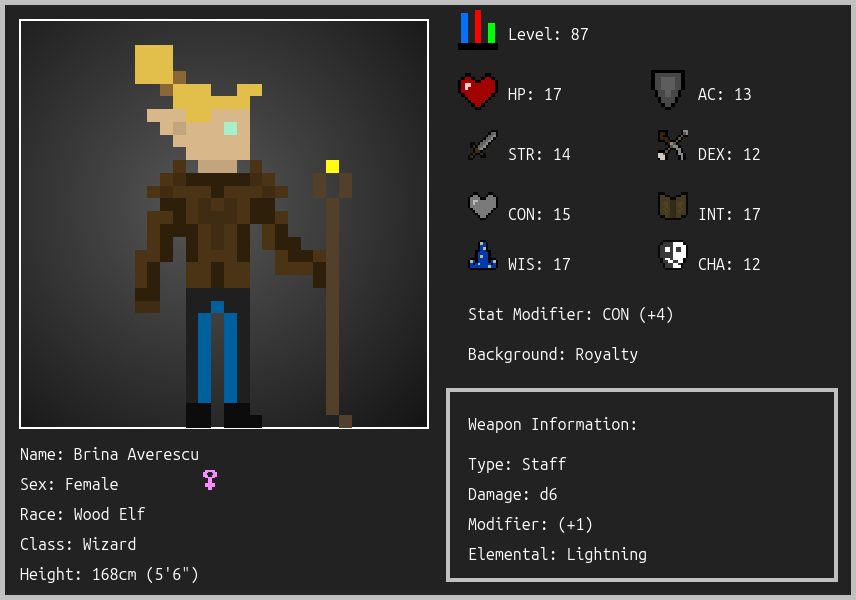 Level: 87
HP: 17
AC: 13
STR: 14
DEX: 12
CON: 15
INT: 17
WIS: 17
CHA: 12
Stat Modifier: CON (+4)
Background: Royalty
Weapon Information:
Type: Staff
Damage: d6
Modifier: (+1)
Elemental: Lightning
Name: Brina Averescu
Sex: Female
Race: Wood Elf
Class: Wizard
Height: 168cm (5'6")